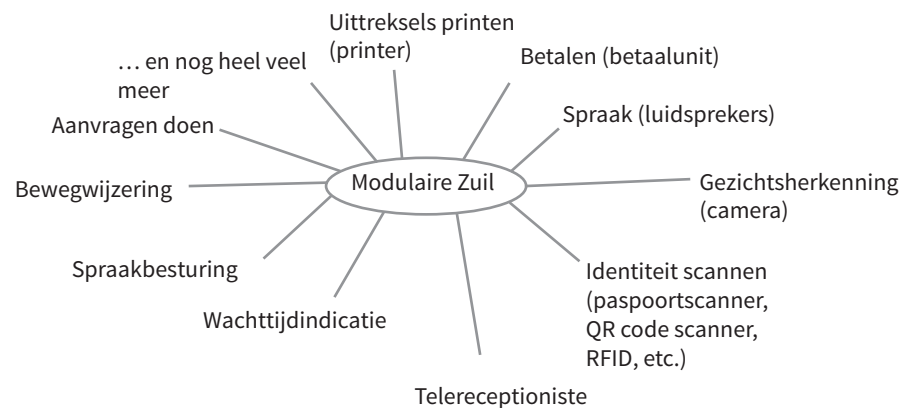 Uittreksels printen
(printer)
Betalen (betaalunit)
… en nog heel veel
meer
Spraak (luidsprekers)
Aanvragen doen
Modulaire Zuil
Gezichtsherkenning
(camera)
Bewegwijzering
Identiteit scannen
(paspoortscanner,
QR code scanner,
RFID, etc.)
Spraakbesturing
Wachttijdindicatie
Telereceptioniste